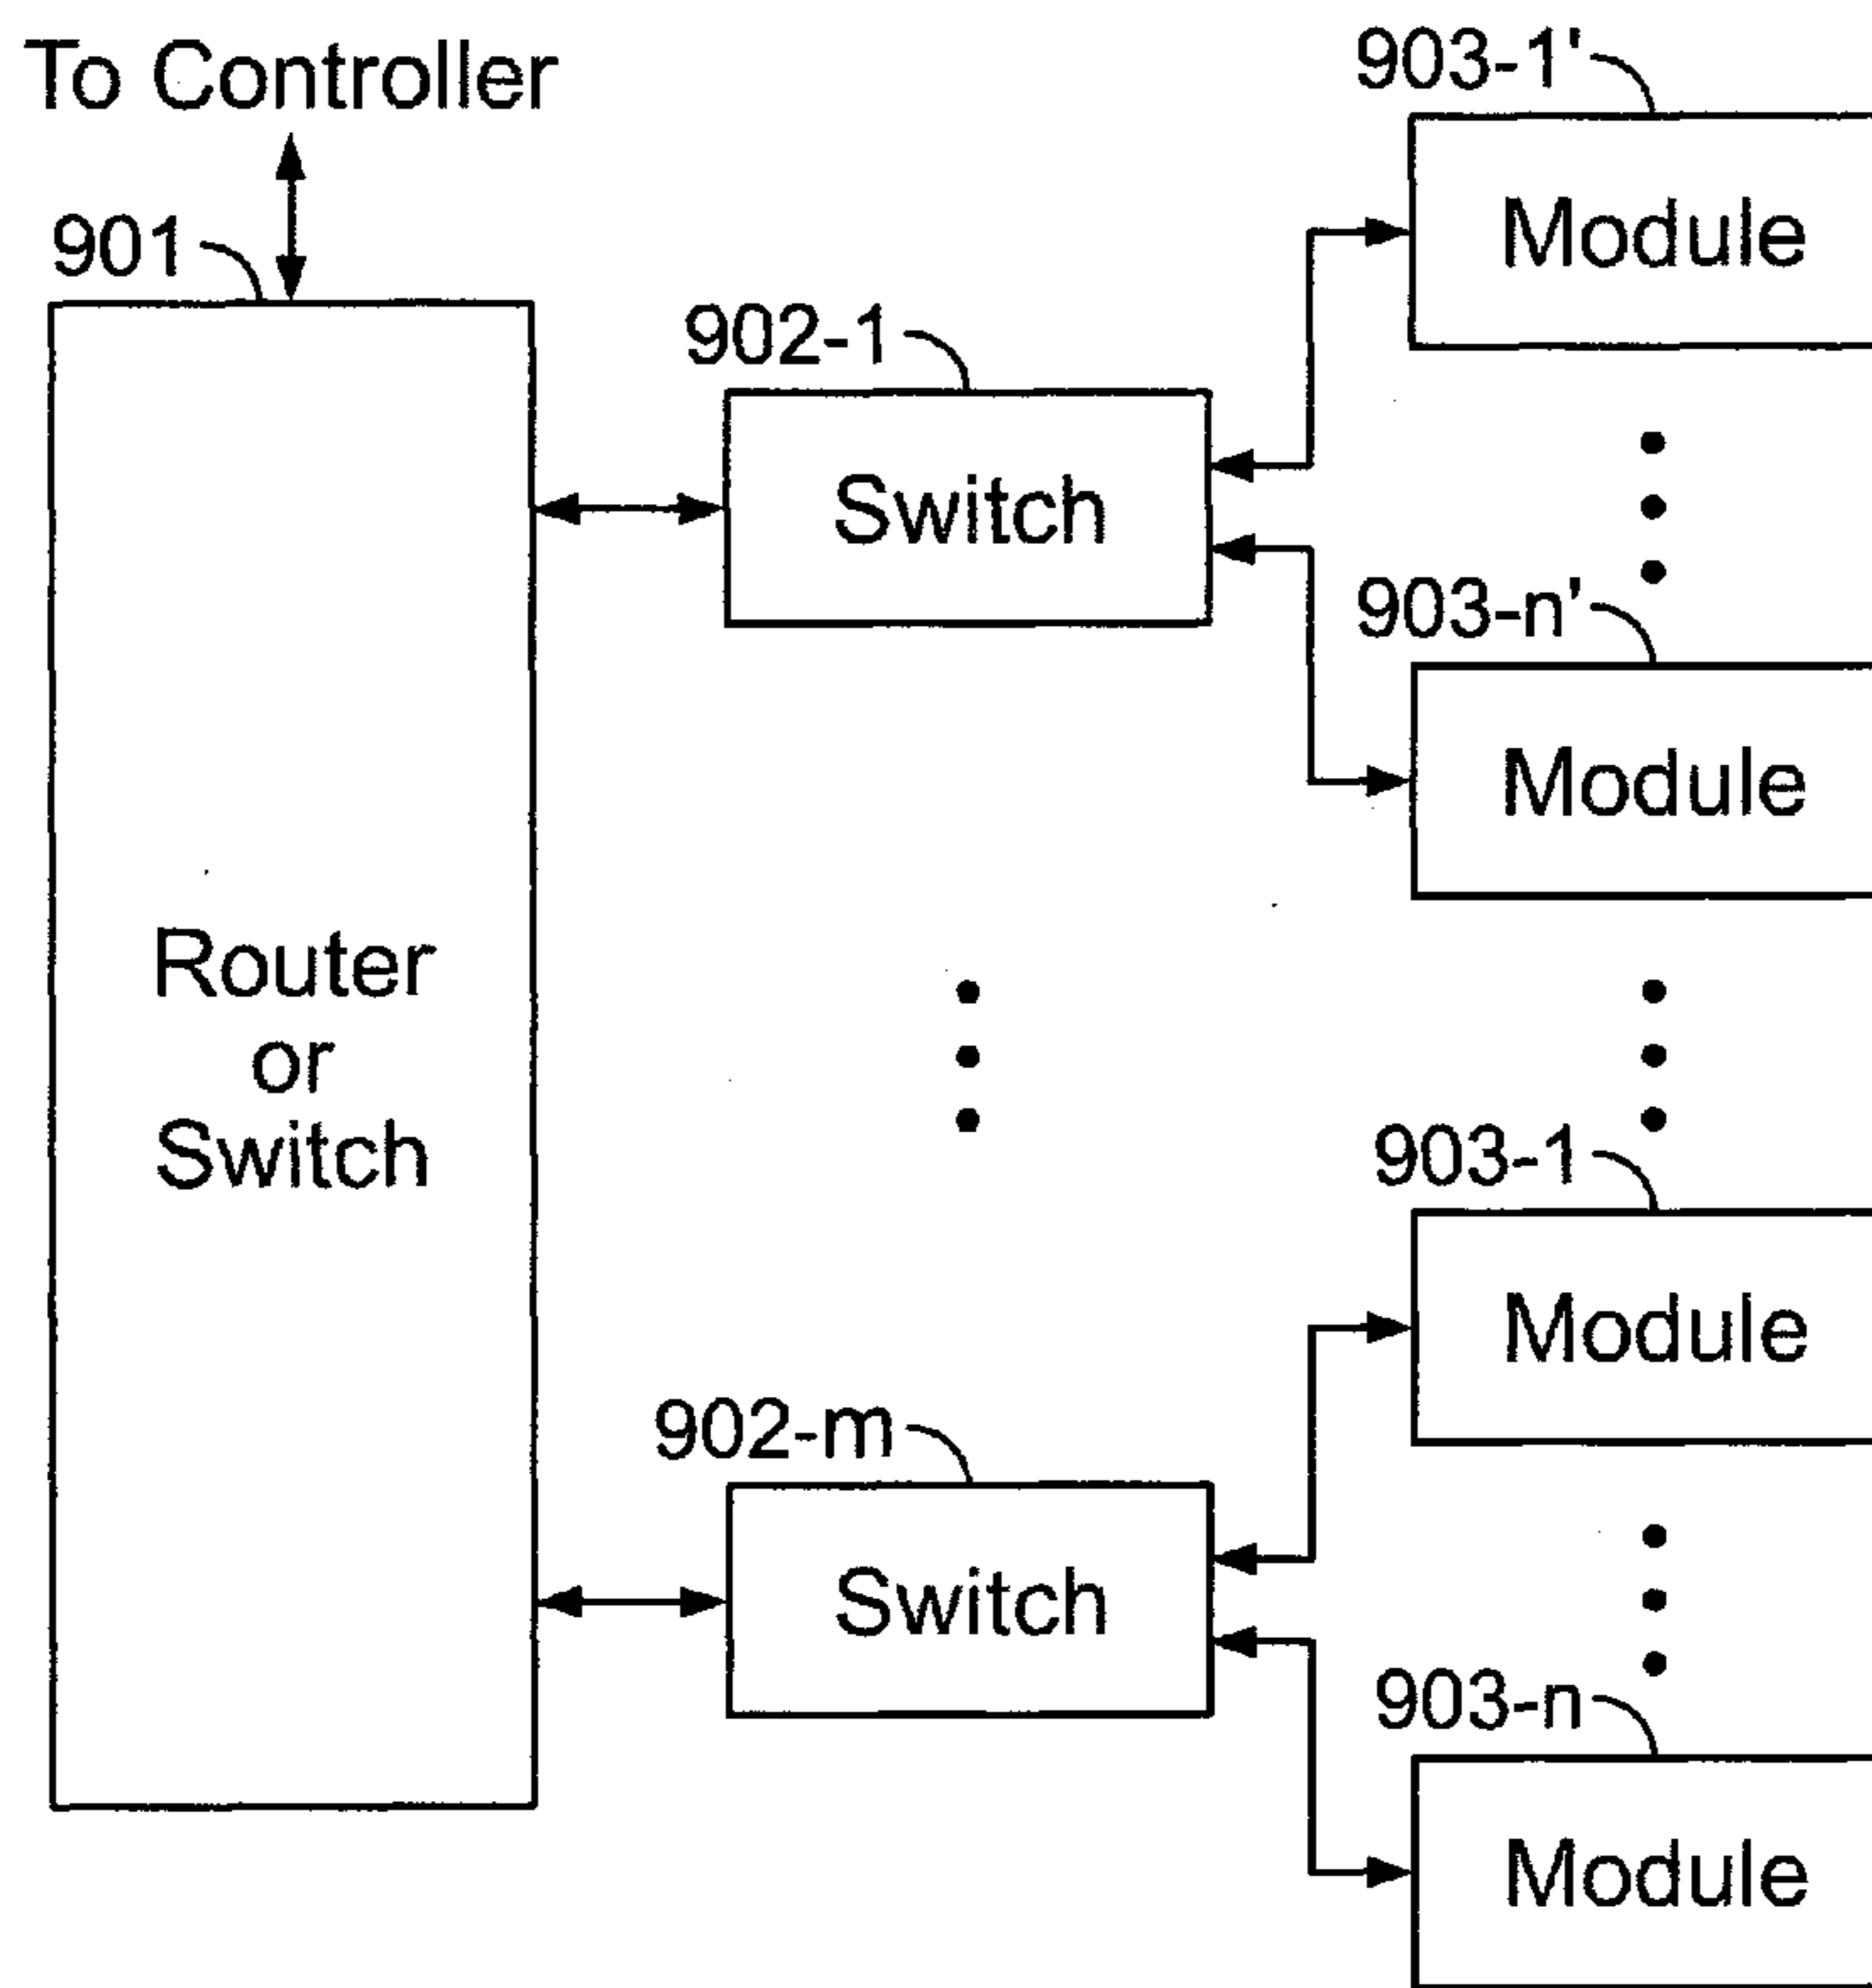 To Controller
901
Router
or
Switch
902-1
Switch
902-m
Switch
903-1'
Module
903-n'
Module
903-1
Module
903-n
Module